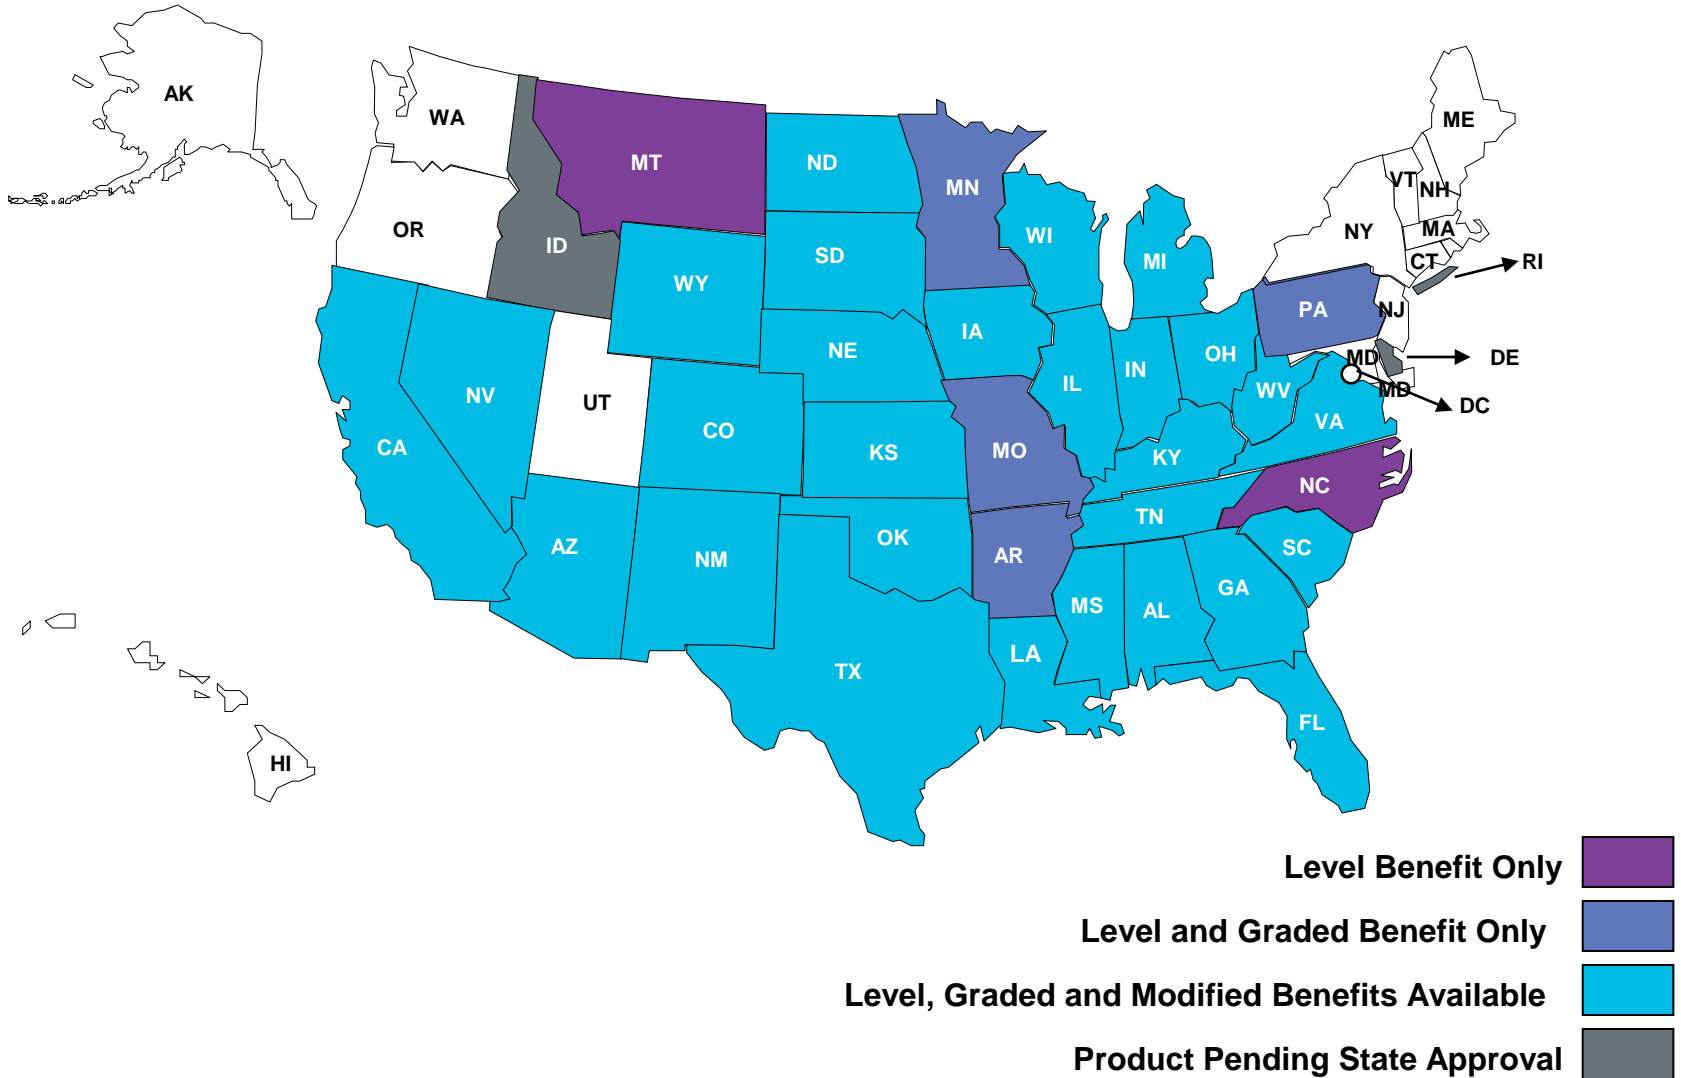 AK
WA
ME
MT
ND
VT
NH
MN
OR
ID
NY
MA
WI
SD
MI
CT
RI
WY
PA
NJ
IA
NE
OH
MD
DE
IN
IL
NV
UT
WV
MD
DC
CO
VA
CA
KS
MO
KY
NC
TN
OK
AZ
NM
AR
SC
GA
MS
AL
LA
TX
FL
HI
Level Benefit Only
Level and Graded Benefit Only
Level, Graded and Modified Benefits Available
Product Pending State Approval